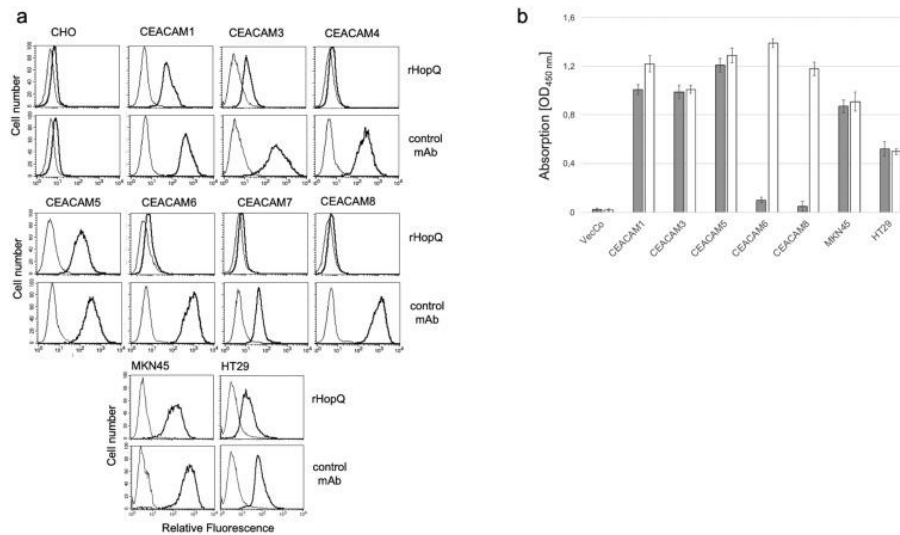 a
CHO CEACAM1 CEACAM3 CEACAM4
rHopQ
Cell number
control
mAb
CEACAM5 CEACAM6 CEACAM7 CEACAM8
rHopQ
Cell number
control
mAb
MKN45 HT29
rHopQ
Cell number
control
mAb
Relative Fluorescence
b
Absorption [OD450 nm]
1,6
1,2
0,8
0,4
0
VecCo CEACAM1 CEACAM3 CEACAM5 CEACAM6 CEACAM8 MKN45 HT29